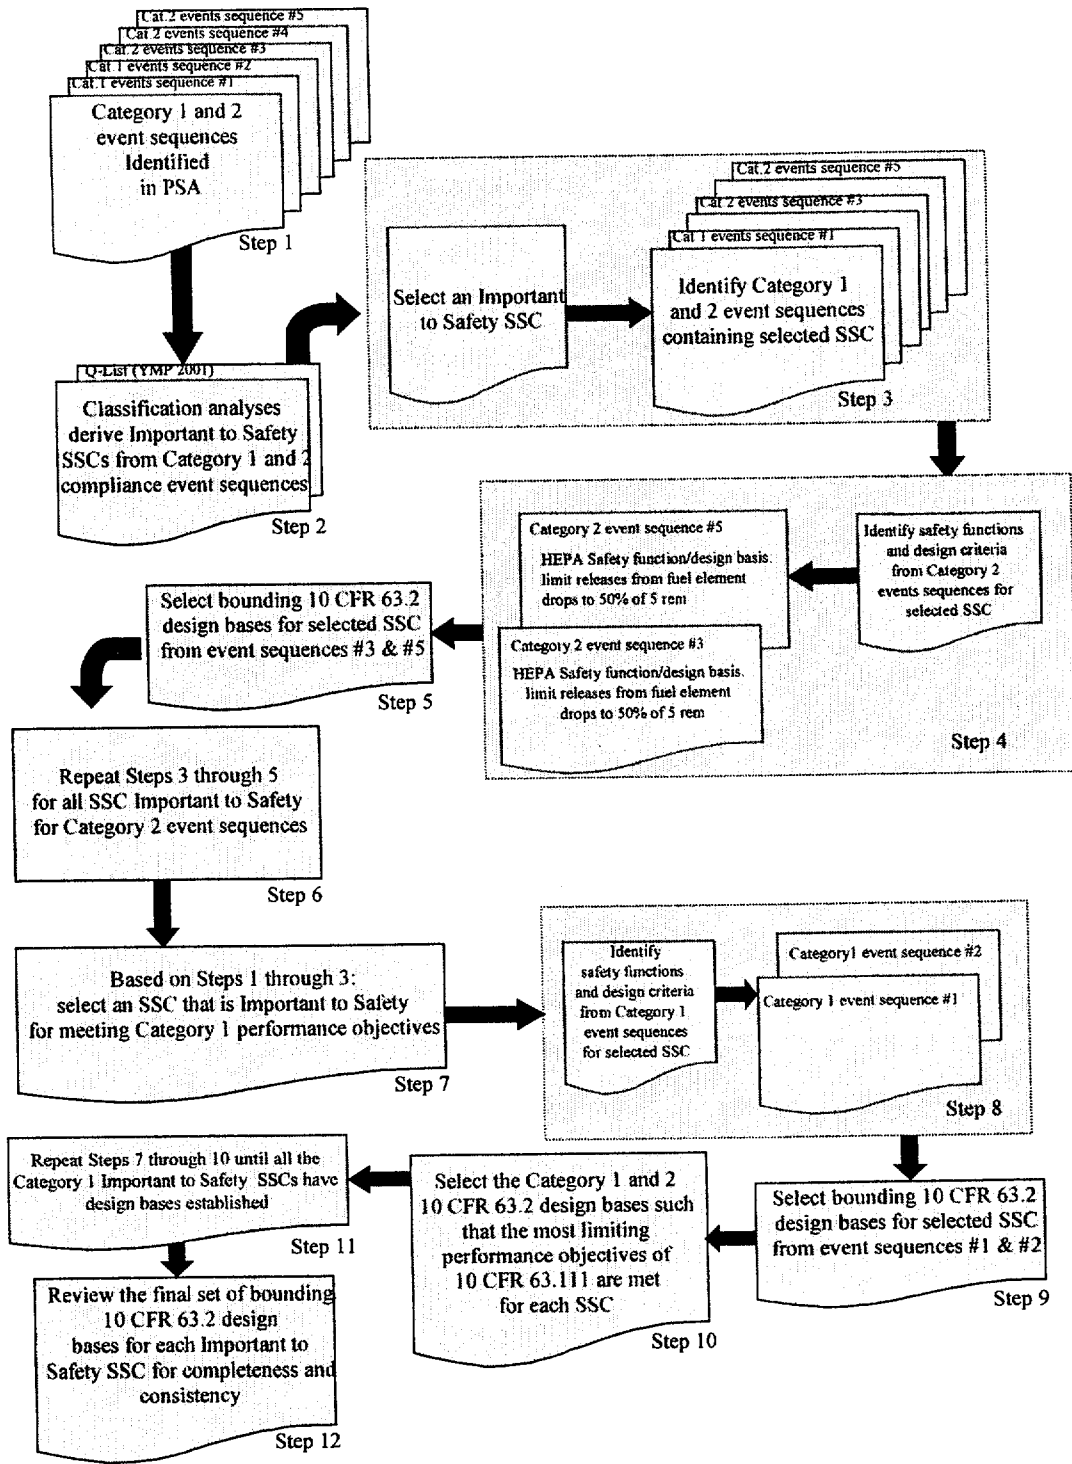 Cat.2 events sequence #5
Cat.2 events sequence #4
Cat.2 events sequence #3
Cat.1 events sequence #2
Cat.1 events sequence #1
Category 1 and 2
event sequences
Identified
in PSA
Step 1
Q-List (YMP 2001)
Classification analyses
derive Important to Safety
SSCs from Category 1 and 2
compliance event sequences
Step 2
Select an Important
to Safety SSC
Cat.2 events sequence #5
Cat.2 events sequence #3
Cat.1 events sequence #1
Identify Category 1
and 2 event sequences
containing selected SSC
Step 3
Identify safety functions
and design criteria
from Category 2
events sequences for
selected SSC
Category 2 event sequence #5
HEPA Safety function/design basis.
limit releases from fuel element
drops to 50% of 5 rem
Category 2 event sequence #3
HEPA Safety function/design basis.
limit releases from fuel element
drops to 50% of 5 rem
Step 4
Select bounding 10 CFR 63.2
design bases for selected SSC
from event sequences #3 & #5
Step 5
Repeat Steps 3 through 5
for all SSC Important to Safety
for Category 2 event sequences
Step 6
Based on Steps 1 through 3:
select an SSC that is Important to Safety
for meeting Category 1 performance objectives
Step 7
Identify
safety functions
and design criteria
from Category 1
event sequences
for selected SSC
Category1 event sequence #2
Category 1 event sequence #1
Step 8
Select bounding 10 CFR 63.2
design bases for selected SSC
from event sequences #1 & #2
Step 9
Select the Category 1 and 2
10 CFR 63.2 design bases such
that the most limiting
performance objectives of
10 CFR 63.111 are met
for each SSC
Step 10
Repeat Steps 7 through 10 until all the
Category 1 Important to Safety SSCs have
design bases established
Step 11
Review the final set of bounding
10 CFR 63.2 design
bases for each Important to
Safety SSC for completeness and
consistency
Step 12